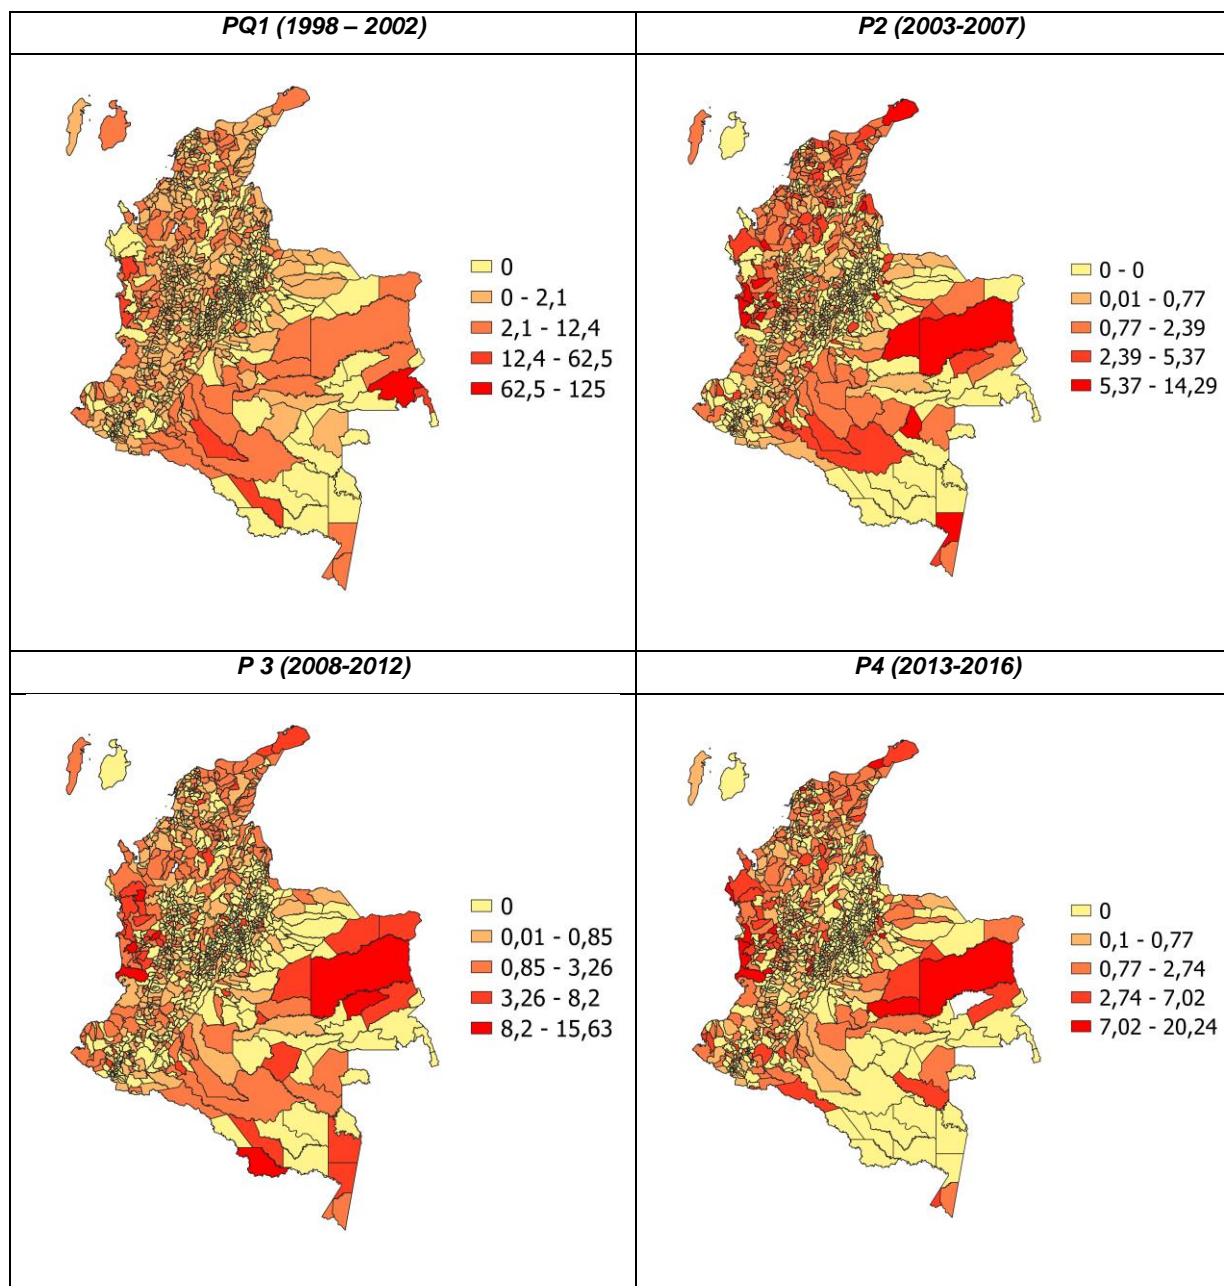 PQ1 (1998 – 2002)
P2 (2003-2007)
0
0 - 2,1
2,1 - 12,4
12,4 - 62,5
62,5 - 125
0 - 0
0,01 - 0,77
0,77 - 2,39
2,39 - 5,37
5,37 - 14,29
P 3 (2008-2012)
P4 (2013-2016)
0
0,01 - 0,85
0,85 - 3,26
3,26 - 8,2
8,2 - 15,63
0
0,1 - 0,77
0,77 - 2,74
2,74 - 7,02
7,02 - 20,24